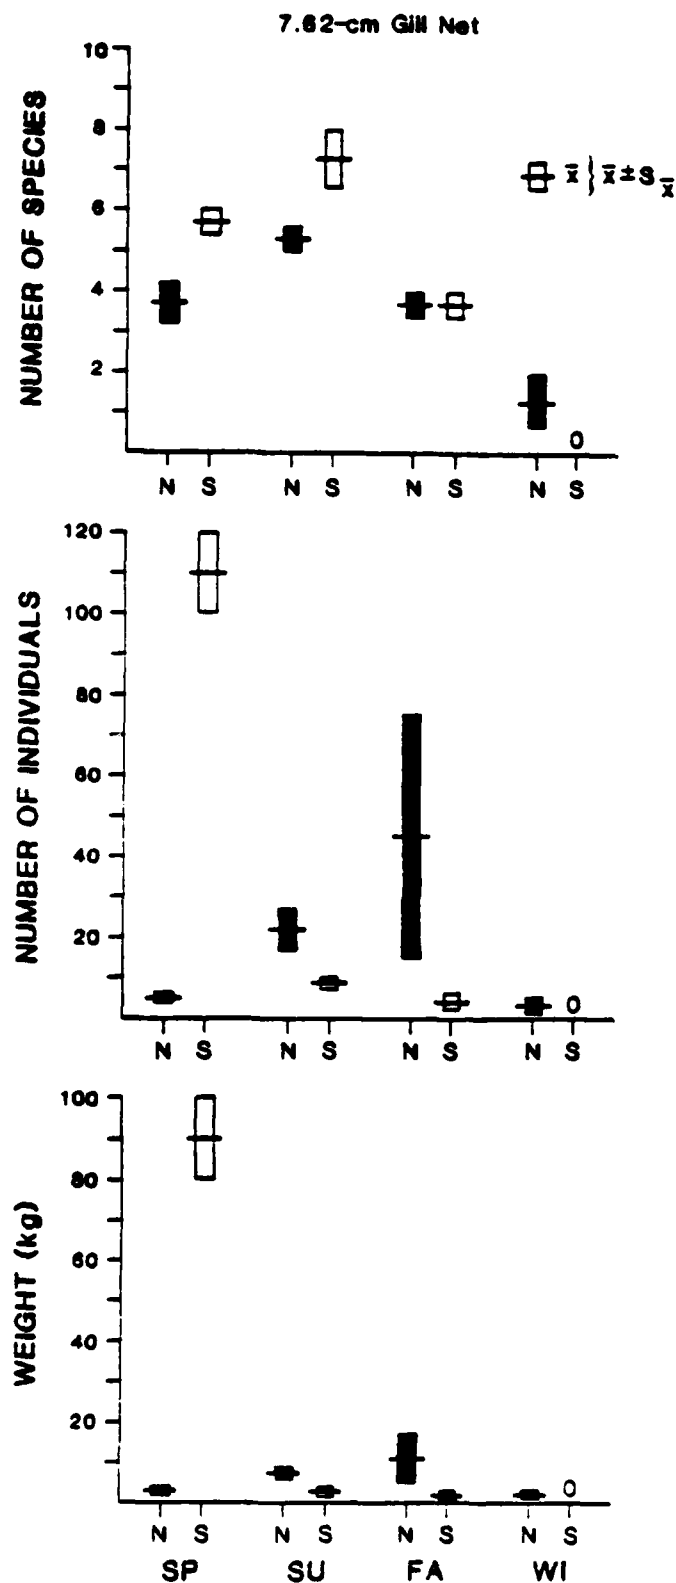 7.62-cm Gill Net
NUMBER OF SPECIES
10
8
6
4
2
x̄ } x̄ ± S x̄
0
N S N S N S N S
NUMBER OF INDIVIDUALS
120
100
80
60
40
20
0
N S N S N S N S
WEIGHT (kg)
100
80
60
40
20
0
N S N S N S N S
SP SU FA WI